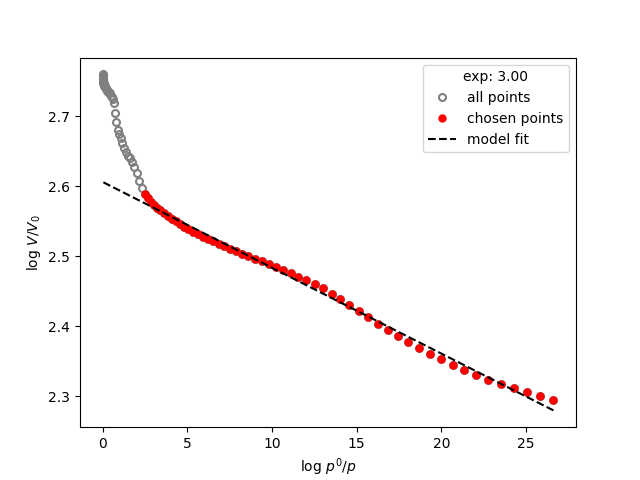 exp: 3.00
all points
chosen points
model fit
log V/V₀
2.7
2.6
2.5
2.4
2.3
0
5
10
15
20
25
log p⁰/p